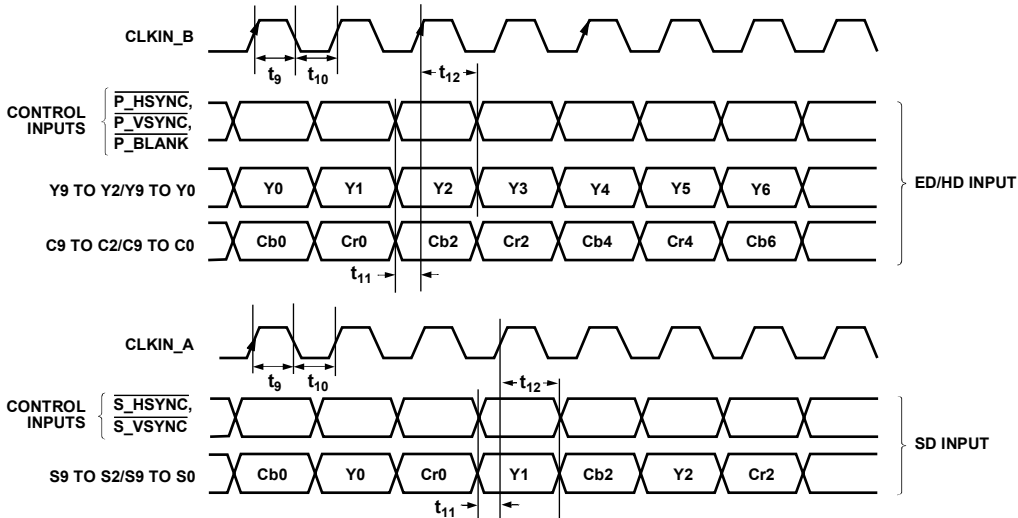 CLKIN_B
t9
t10
t12
CONTROL
INPUTS
P_HSYNC,
P_VSYNC,
P_BLANK
Y9 TO Y2/Y9 TO Y0
Y0 Y1 Y2 Y3 Y4 Y5 Y6
ED/HD INPUT
C9 TO C2/C9 TO C0
Cb0 Cr0 Cb2 Cr2 Cb4 Cr4 Cb6
t11
CLKIN_A
t9
t10
t12
CONTROL
INPUTS
S_HSYNC,
S_VSYNC
SD INPUT
S9 TO S2/S9 TO S0
Cb0 Y0 Cr0 Y1 Cb2 Y2 Cr2
t11